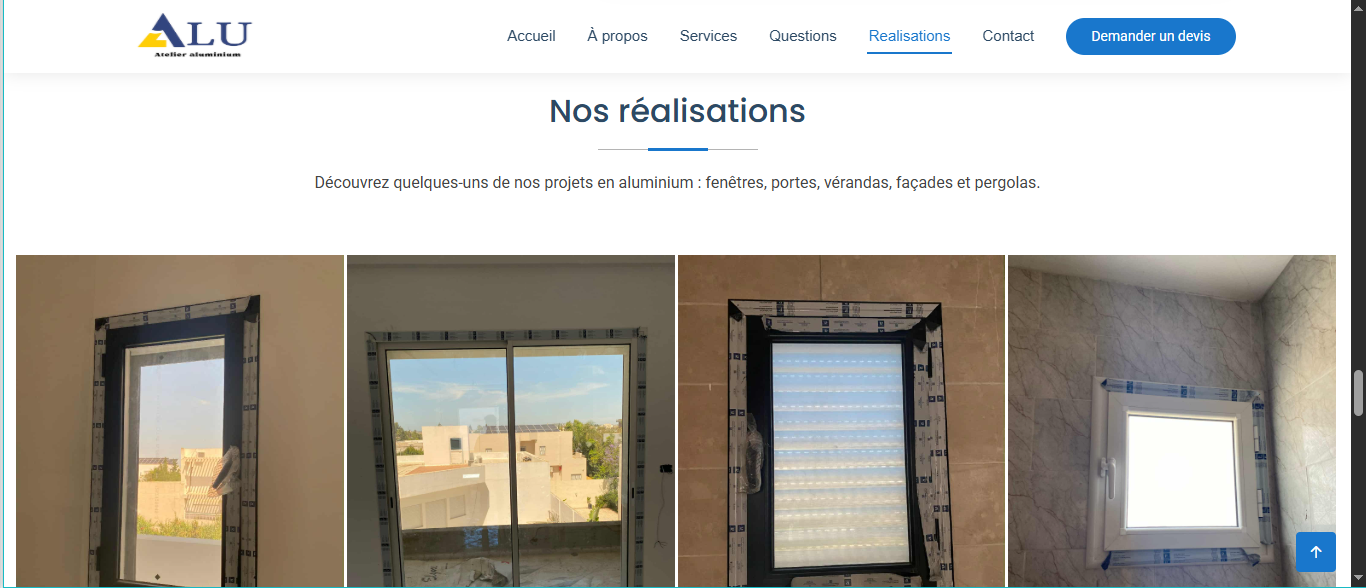 ALU
Atelier aluminium
Accueil
À propos
Services
Questions
Realisations
Contact
Demander un devis
Nos réalisations
Découvrez quelques-uns de nos projets en aluminium : fenêtres, portes, vérandas, façades et pergolas.